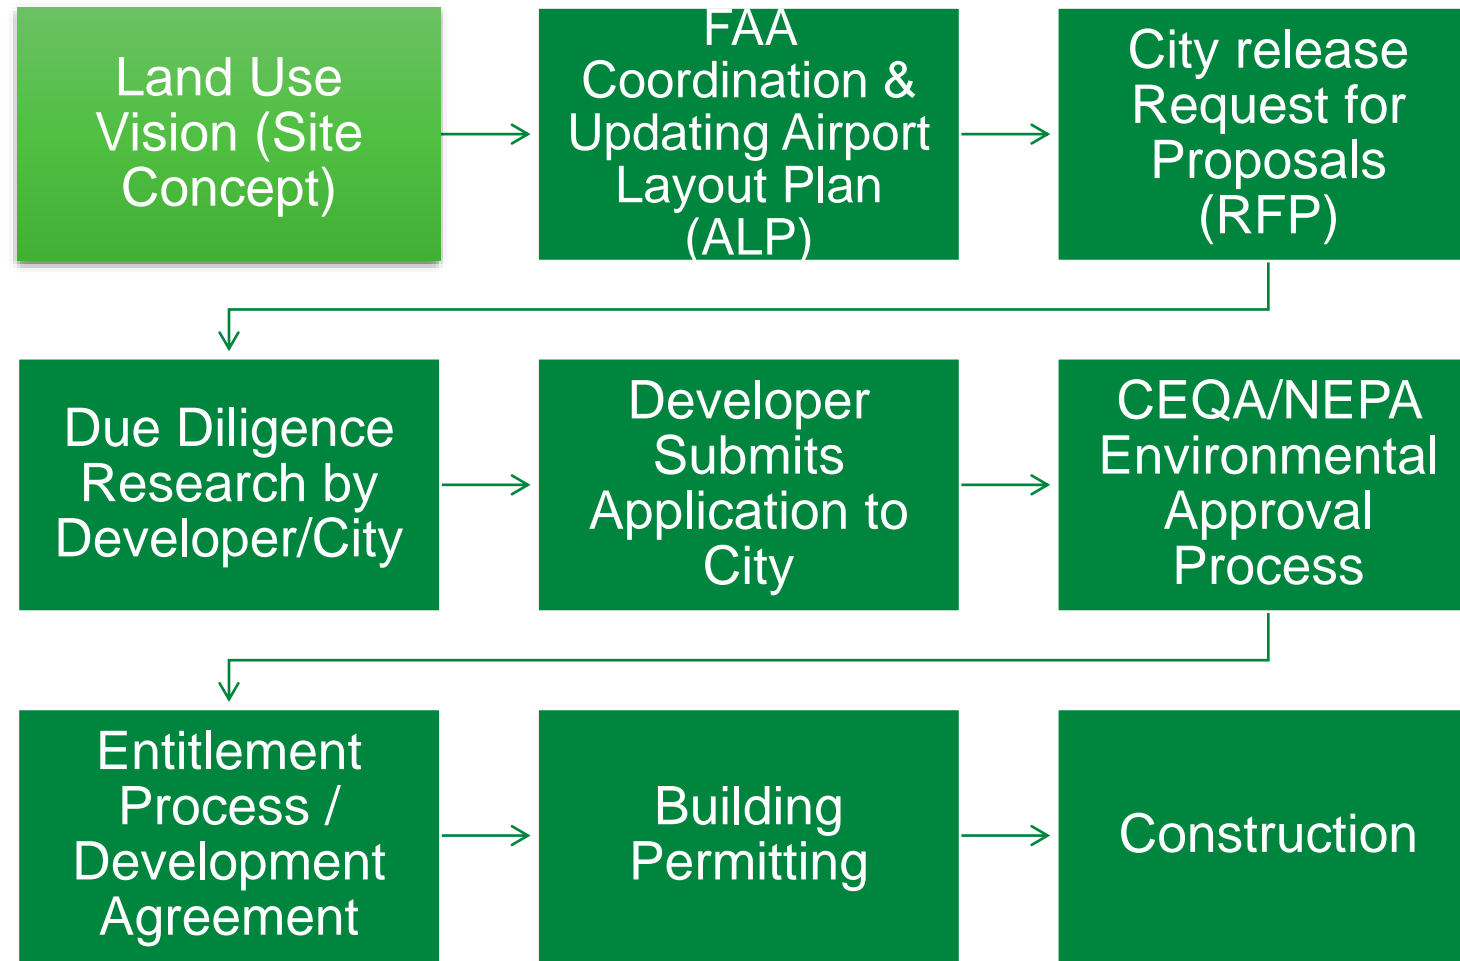 Land Use
Vision (Site
Concept)
FAA
Coordination &
Updating Airport
Layout Plan
(ALP)
City release
Request for
Proposals
(RFP)
Due Diligence
Research by
Developer/City
Developer
Submits
Application to
City
CEQA/NEPA
Environmental
Approval
Process
Entitlement
Process /
Development
Agreement
Building
Permitting
Construction